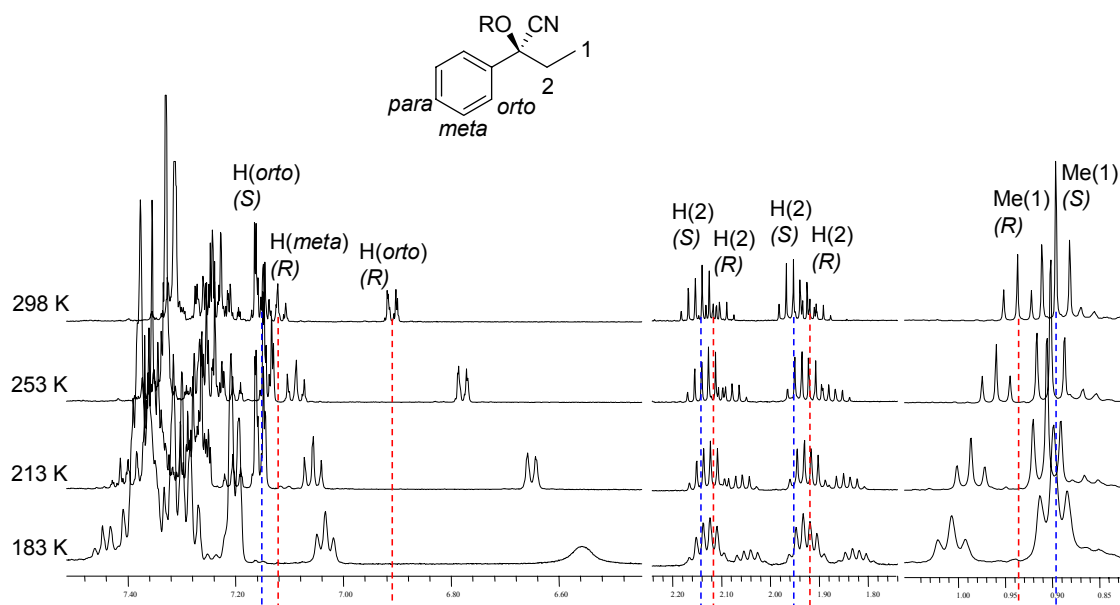 RO CN
1
2
para
orto
meta
H(orto)
(S)
H(meta)
(R)
H(orto)
(R)
H(2)
(S)
H(2)
(R)
H(2)
(S)
H(2)
(R)
Me(1)
(R)
Me(1)
(S)
298 K
253 K
213 K
183 K
7.40 7.20 7.00 6.80 6.60
2.20 2.10 2.00 1.90 1.80
1.00 0.95 0.90 0.85